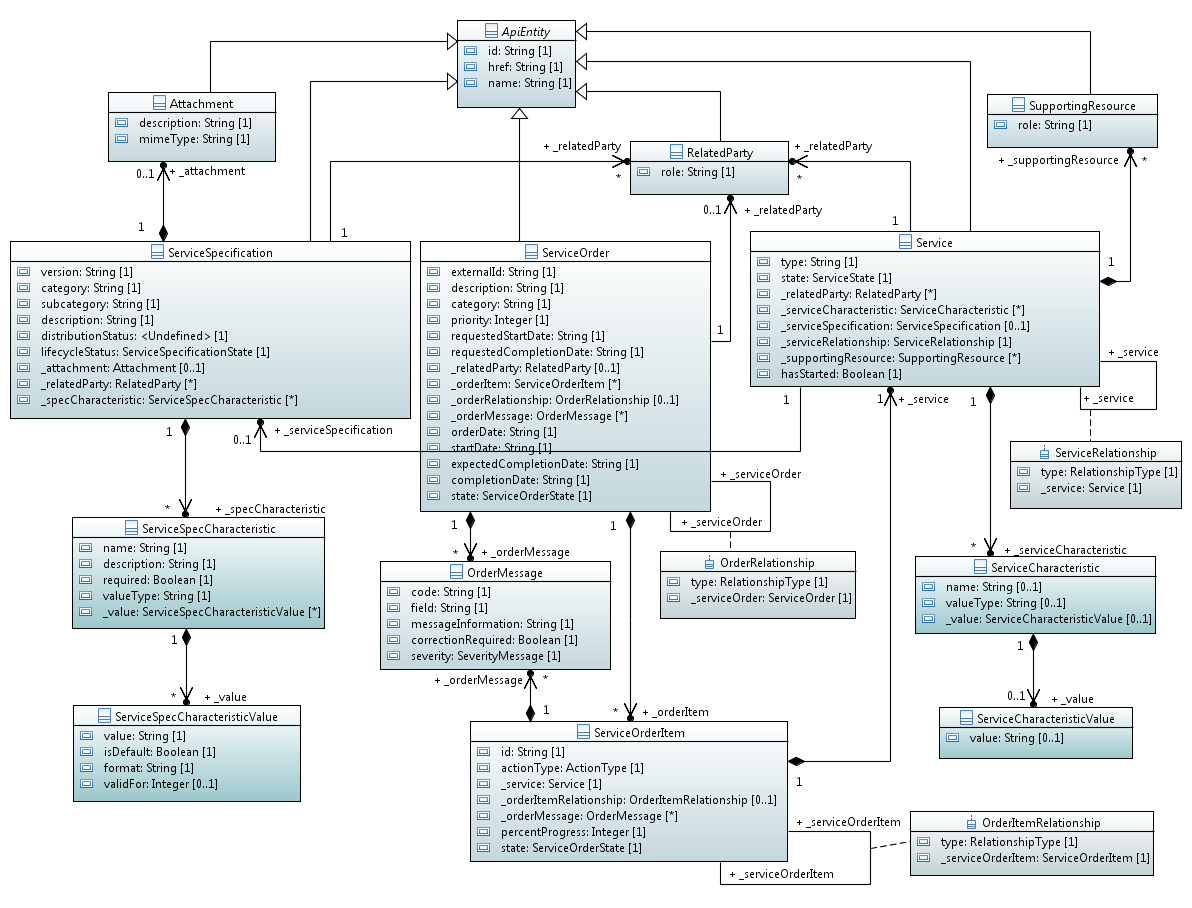 ApiEntity
id: String [1]
href: String [1]
name: String [1]
Attachment
description: String [1]
mimeType: String [1]
SupportingResource
role: String [1]
RelatedParty
role: String [1]
+ _relatedParty
*
+ _relatedParty
*
0..1
+ _attachment
1
1
0..1
+ _relatedParty
1
+ _supportingResource
*
1
ServiceSpecification
version: String [1]
category: String [1]
subcategory: String [1]
description: String [1]
distributionStatus: <Undefined> [1]
lifecycleStatus: ServiceSpecificationState [1]
_attachment: Attachment [0..1]
_relatedParty: RelatedParty [*]
_specCharacteristic: ServiceSpecCharacteristic [*]
ServiceOrder
externalId: String [1]
description: String [1]
category: String [1]
priority: Integer [1]
requestedStartDate: String [1]
requestedCompletionDate: String [1]
_relatedParty: RelatedParty [0..1]
_orderItem: ServiceOrderItem [*]
_orderRelationship: OrderRelationship [0..1]
_orderMessage: OrderMessage [*]
orderDate: String [1]
startDate: String [1]
expectedCompletionDate: String [1]
completionDate: String [1]
state: ServiceOrderState [1]
1
Service
type: String [1]
state: ServiceState [1]
_relatedParty: RelatedParty [*]
_serviceCharacteristic: ServiceCharacteristic [*]
_serviceSpecification: ServiceSpecification [0..1]
_serviceRelationship: ServiceRelationship [1]
_supportingResource: SupportingResource [*]
hasStarted: Boolean [1]
+ _service
+ _service
1
1
+ _service
1
1
0..1
+ _serviceSpecification
ServiceRelationship
type: RelationshipType [1]
_service: Service [1]
*
+ _specCharacteristic
+ _serviceOrder
+ _serviceOrder
1
1
*
+ _orderMessage
*
+ _serviceCharacteristic
ServiceSpecCharacteristic
name: String [1]
description: String [1]
required: Boolean [1]
valueType: String [1]
_value: ServiceSpecCharacteristicValue [*]
OrderMessage
code: String [1]
field: String [1]
messageInformation: String [1]
correctionRequired: Boolean [1]
severity: SeverityMessage [1]
OrderRelationship
type: RelationshipType [1]
_serviceOrder: ServiceOrder [1]
ServiceCharacteristic
name: String [0..1]
valueType: String [0..1]
_value: ServiceCharacteristicValue [0..1]
1
*
+ _value
+ _orderMessage
*
1
*
+ _orderItem
1
0..1
+ _value
ServiceSpecCharacteristicValue
value: String [1]
isDefault: Boolean [1]
format: String [1]
validFor: Integer [0..1]
ServiceOrderItem
id: String [1]
actionType: ActionType [1]
_service: Service [1]
_orderItemRelationship: OrderItemRelationship [0..1]
_orderMessage: OrderMessage [*]
percentProgress: Integer [1]
state: ServiceOrderState [1]
1
ServiceCharacteristicValue
value: String [0..1]
+ _serviceOrderItem
+ _serviceOrderItem
OrderItemRelationship
type: RelationshipType [1]
_serviceOrderItem: ServiceOrderItem [1]